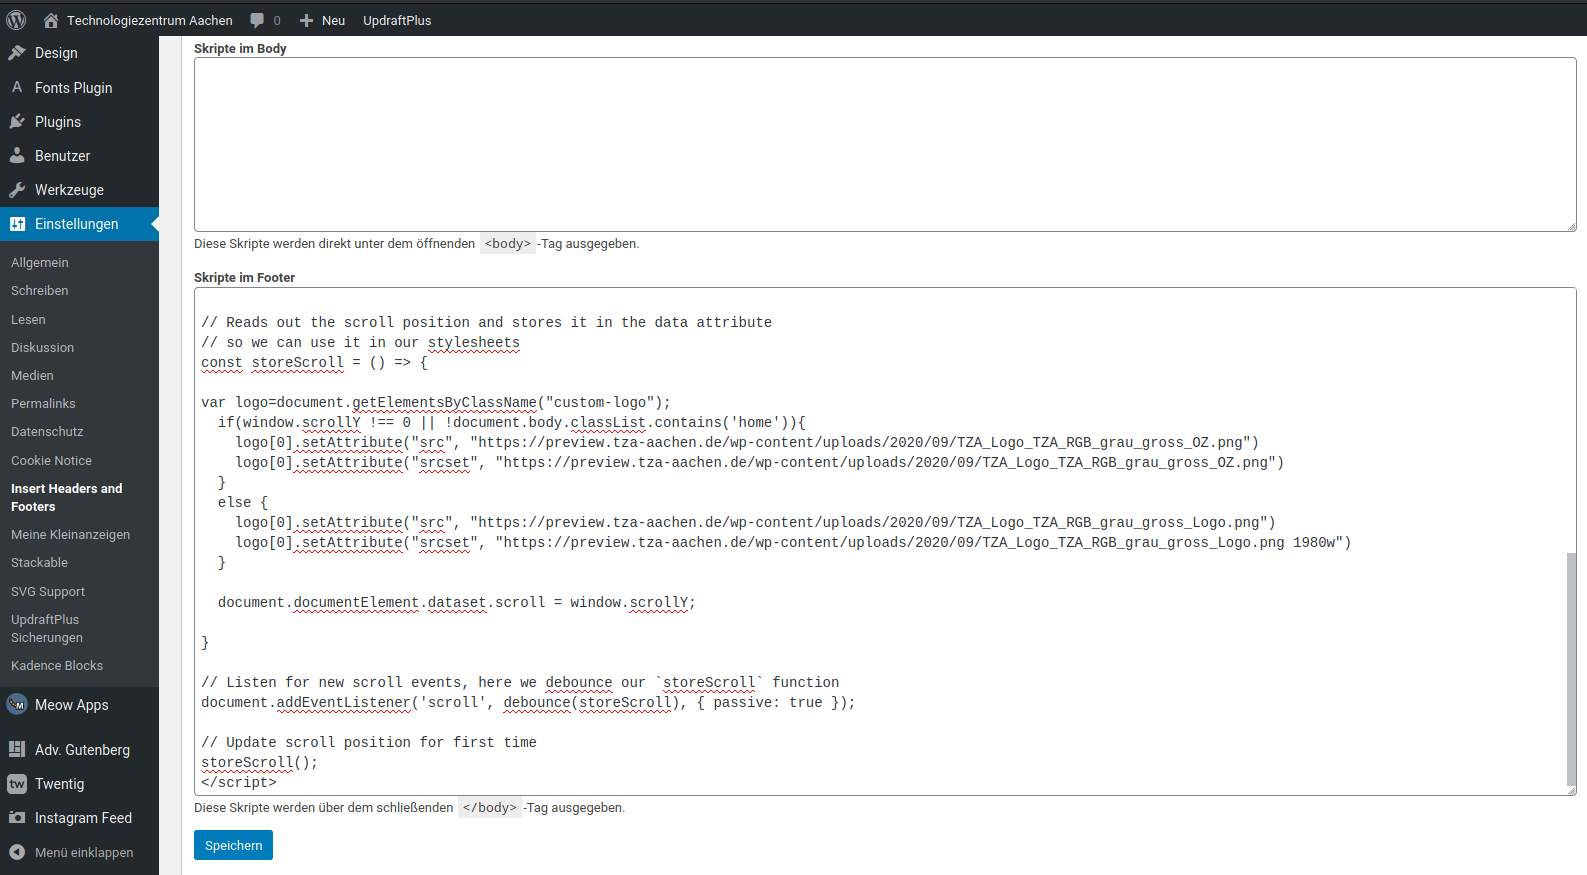 Technologiezentrum Aachen 0 Neu UpdraftPlus
Design
Fonts Plugin
Plugins
Benutzer
Werkzeuge
Einstellungen
Allgemein
Schreiben
Lesen
Diskussion
Medien
Permalinks
Datenschutz
Cookie Notice
Insert Headers and
Footers
Meine Kleinanzeigen
Stackable
SVG Support
UpdraftPlus
Sicherungen
Kadence Blocks
Meow Apps
Adv. Gutenberg
tw Twentig
Instagram Feed
Menü einklappen
Skripte im Body
Diese Skripte werden direkt unter dem öffnenden <body> -Tag ausgegeben.
Skripte im Footer
// Reads out the scroll position and stores it in the data attribute
// so we can use it in our stylesheets
const storeScroll = () => {
var logo=document.getElementsByClassName("custom-logo");
if(window.scrollY !== 0 || !document.body.classList.contains('home')){
logo[0].setAttribute("src", "https://preview.tza-aachen.de/wp-content/uploads/2020/09/TZA_Logo_TZA_RGB_grau_gross_OZ.png")
logo[0].setAttribute("srcset", "https://preview.tza-aachen.de/wp-content/uploads/2020/09/TZA_Logo_TZA_RGB_grau_gross_OZ.png")
}
else {
logo[0].setAttribute("src", "https://preview.tza-aachen.de/wp-content/uploads/2020/09/TZA_Logo_TZA_RGB_grau_gross_Logo.png")
logo[0].setAttribute("srcset", "https://preview.tza-aachen.de/wp-content/uploads/2020/09/TZA_Logo_TZA_RGB_grau_gross_Logo.png 1980w")
}
document.documentElement.dataset.scroll = window.scrollY;
}
// Listen for new scroll events, here we debounce our `storeScroll` function
document.addEventListener('scroll', debounce(storeScroll), { passive: true });
// Update scroll position for first time
storeScroll();
</script>
Diese Skripte werden über dem schließenden </body> -Tag ausgegeben.
Speichern